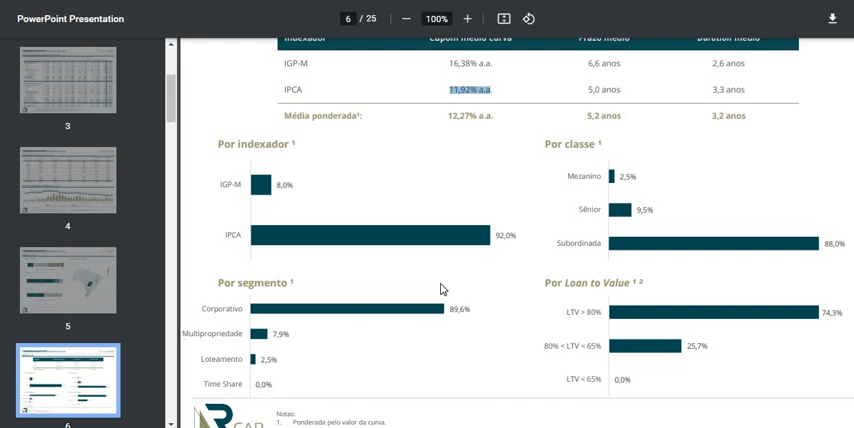 PowerPoint Presentation
6 / 25
100%
3
4
5
6
Indexador Cupom médio curva Prazo médio Duration médio
IGP-M 16,38% a.a. 6,6 anos 2,6 anos
IPCA 11,92% a.a. 5,0 anos 3,3 anos
Média ponderada¹: 12,27% a.a. 5,2 anos 3,2 anos
Por indexador ¹
IGP-M 8,0%
IPCA 92,0%
Por classe ¹
Mezanino 2,5%
Sênior 9,5%
Subordinada 88,0%
Por segmento ¹
Corporativo 89,6%
Multipropriedade 7,9%
Loteamento 2,5%
Time Share 0,0%
Por Loan to Value ¹ ²
LTV > 80% 74,3%
80% < LTV < 65% 25,7%
LTV < 65% 0,0%
Notas:
1. Ponderada pelo valor da curva.